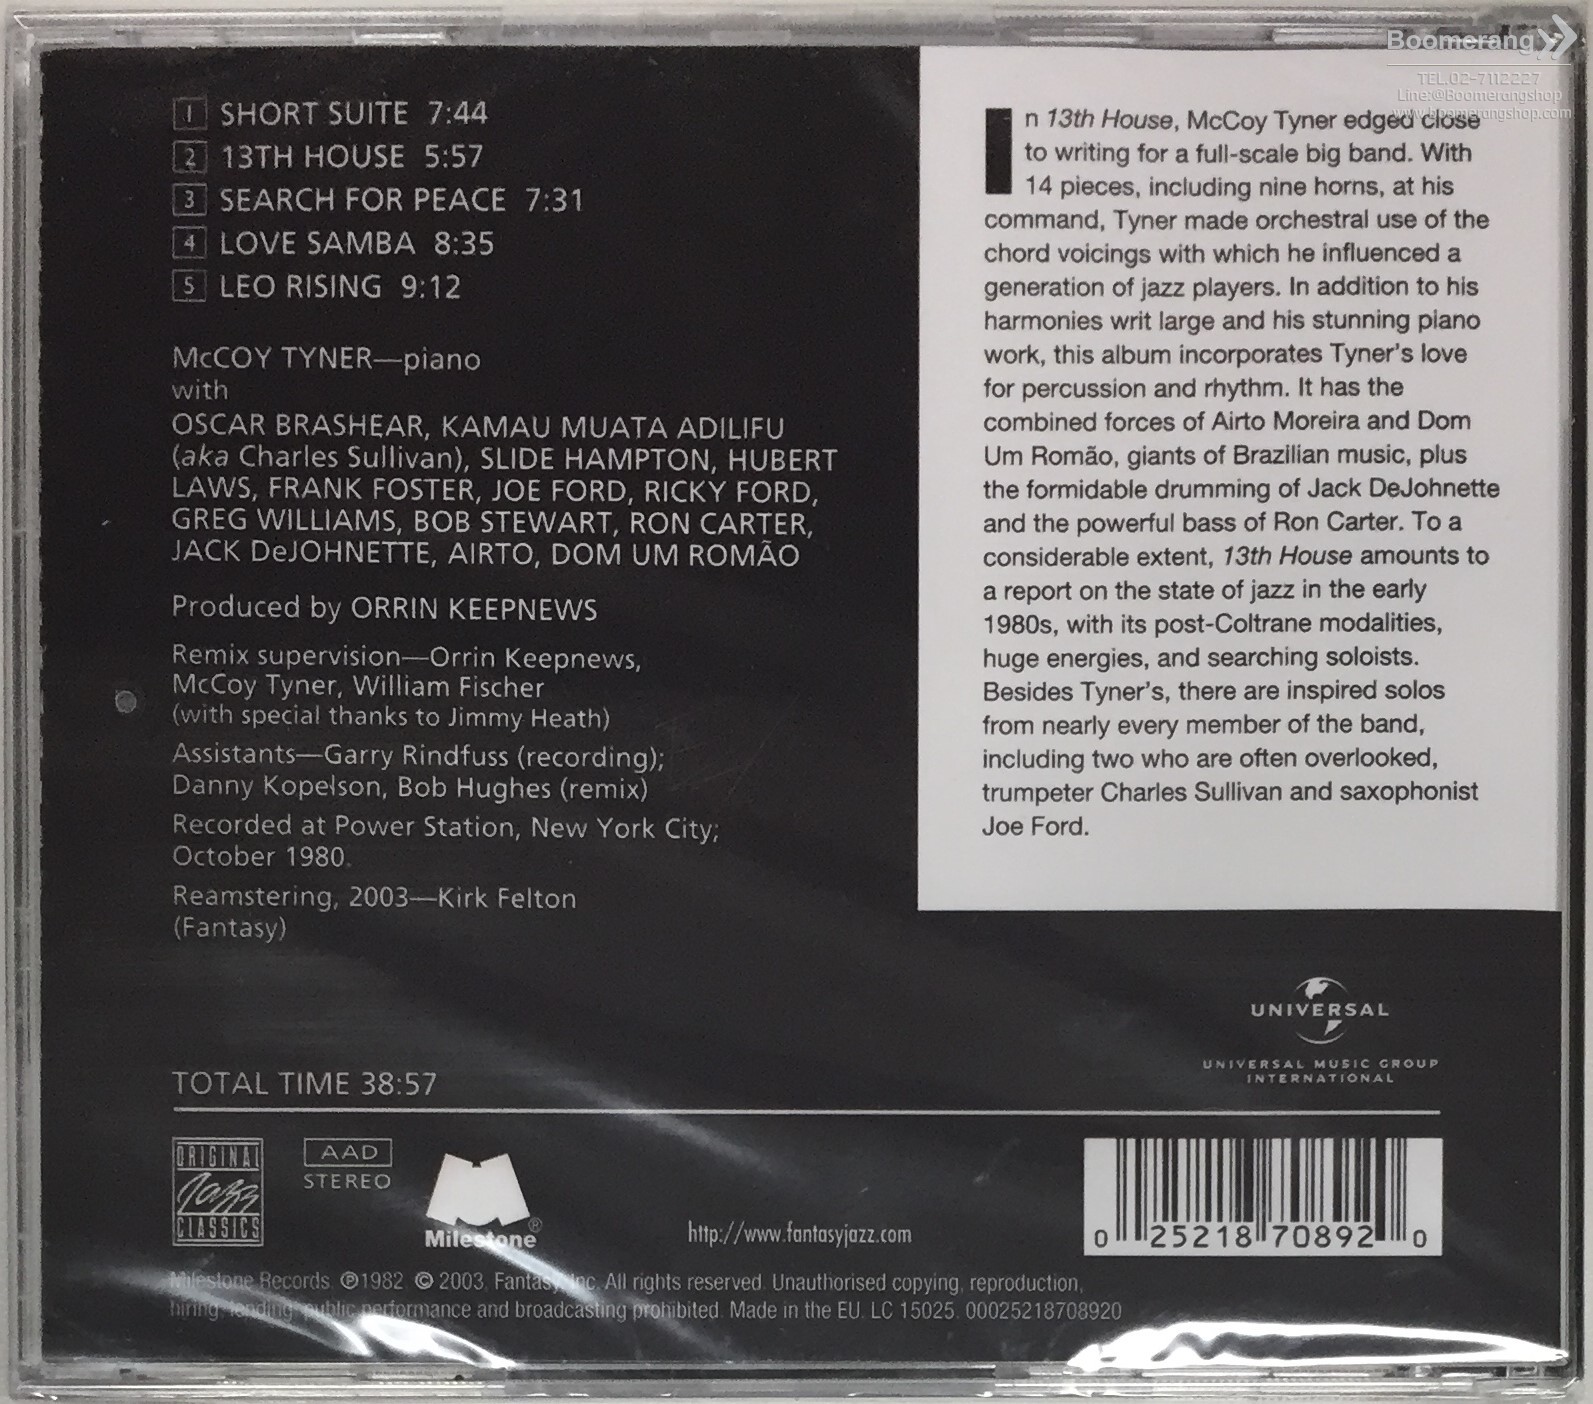 Boomerang
TEL.02-7112227
Line:@Boomerangshop
www.boomerangshop.com
1 SHORT SUITE 7:44
2 13TH HOUSE 5:57
3 SEARCH FOR PEACE 7:31
4 LOVE SAMBA 8:35
5 LEO RISING 9:12
McCOY TYNER—piano
with
OSCAR BRASHEAR, KAMAU MUATA ADILIFU
(aka Charles Sullivan), SLIDE HAMPTON, HUBERT
LAWS, FRANK FOSTER, JOE FORD, RICKY FORD,
GREG WILLIAMS, BOB STEWART, RON CARTER,
JACK DeJOHNETTE, AIRTO, DOM UM ROMÃO
Produced by ORRIN KEEPNEWS
Remix supervision—Orrin Keepnews,
McCoy Tyner, William Fischer
(with special thanks to Jimmy Heath)
Assistants—Garry Rindfuss (recording);
Danny Kopelson, Bob Hughes (remix)
Recorded at Power Station, New York City;
October 1980.
Reamstering, 2003—Kirk Felton
(Fantasy)
In 13th House, McCoy Tyner edged close
to writing for a full-scale big band. With
14 pieces, including nine horns, at his
command, Tyner made orchestral use of the
chord voicings with which he influenced a
generation of jazz players. In addition to his
harmonies writ large and his stunning piano
work, this album incorporates Tyner's love
for percussion and rhythm. It has the
combined forces of Airto Moreira and Dom
Um Romão, giants of Brazilian music, plus
the formidable drumming of Jack DeJohnette
and the powerful bass of Ron Carter. To a
considerable extent, 13th House amounts to
a report on the state of jazz in the early
1980s, with its post-Coltrane modalities,
huge energies, and searching soloists.
Besides Tyner's, there are inspired solos
from nearly every member of the band,
including two who are often overlooked,
trumpeter Charles Sullivan and saxophonist
Joe Ford.
UNIVERSAL
UNIVERSAL MUSIC GROUP
INTERNATIONAL
TOTAL TIME 38:57
ORIGINAL
Jazz
CLASSICS
AAD
STEREO
Milestone®
http://www.fantasyjazz.com
0 25218 70892 0
Milestone Records. ℗1982 © 2003, Fantasy, Inc. All rights reserved. Unauthorised copying, reproduction,
hiring, lending, public performance and broadcasting prohibited. Made in the EU. LC 15025. 00025218708920